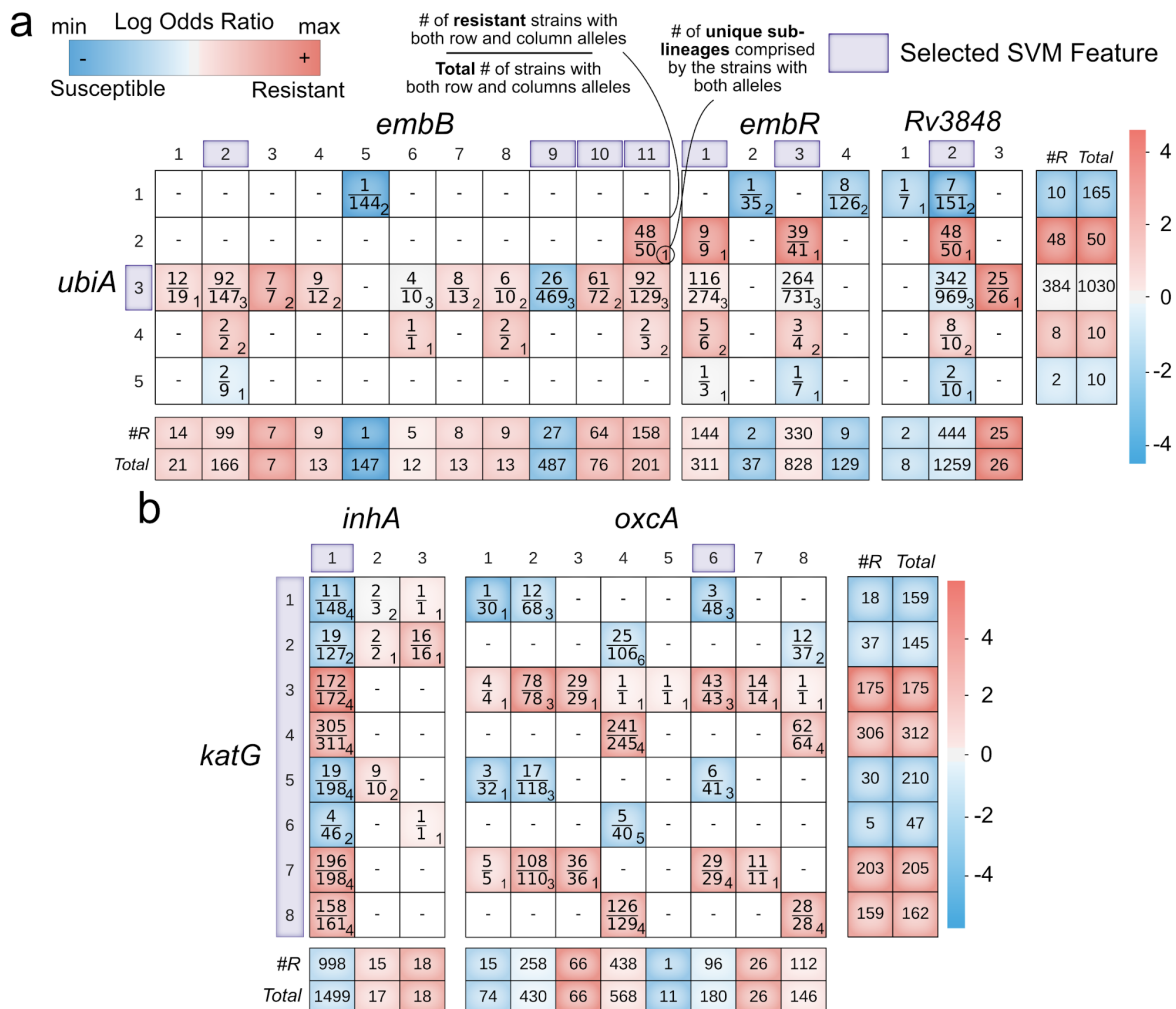 a
min Log Odds Ratio max
- +
Susceptible Resistant
# of resistant strains with
both row and column alleles
Total # of strains with
both row and columns alleles
# of unique sub-
lineages comprised
by the strains with
both alleles
Selected SVM Feature
embB embR Rv3848
1 2 3 4 5 6 7 8 9 10 11 1 2 3 4 1 2 3 #R Total
ubiA
1 - - - - 1/144 2 - - - - - - - 1/35 2 - 8/126 2 1/7 1 7/151 2 - 10 165
2 - - - - - - - - - - 48/50 1 9/9 1 - 39/41 1 - - 48/50 1 - 48 50
3 12/19 1 92/147 3 7/7 2 9/12 2 - 4/10 3 8/13 2 6/10 2 26/469 3 61/72 2 92/129 3 116/274 3 - 264/731 3 - - 342/969 3 25/26 1 384 1030
4 - 2/2 2 - - - 1/1 1 - 2/2 1 - - 2/3 2 5/6 2 - 3/4 2 - - 8/10 2 - 8 10
5 - 2/9 1 - - - - - - - - - 1/3 1 - 1/7 1 - - 2/10 1 - 2 10
#R 14 99 7 9 1 5 8 9 27 64 158 144 2 330 9 2 444 25
Total 21 166 7 13 147 12 13 13 487 76 201 311 37 828 129 8 1259 26
4
2
0
-2
-4
b
inhA oxcA
1 2 3 1 2 3 4 5 6 7 8 #R Total
katG
1 11/148 4 2/3 2 1/1 1 1/30 1 12/68 3 - - - 3/48 3 - - 18 159
2 19/127 2 2/2 1 16/16 1 - - - 25/106 6 - - - 12/37 2 37 145
3 172/172 4 - - 4/4 1 78/78 3 29/29 1 1/1 1 1/1 1 43/43 3 14/14 1 1/1 1 175 175
4 305/311 4 - - - - - 241/245 4 - - - 62/64 4 306 312
5 19/198 4 9/10 2 - 3/32 1 17/118 3 - - - 6/41 3 - - 30 210
6 4/46 2 - 1/1 1 - - - 5/40 5 - - - - 5 47
7 196/198 4 - - 5/5 1 108/110 3 36/36 1 - - 29/29 4 11/11 1 - 203 205
8 158/161 4 - - - - - 126/129 4 - - - 28/28 4 159 162
#R 998 15 18 15 258 66 438 1 96 26 112
Total 1499 17 18 74 430 66 568 11 180 26 146
4
2
0
-2
-4